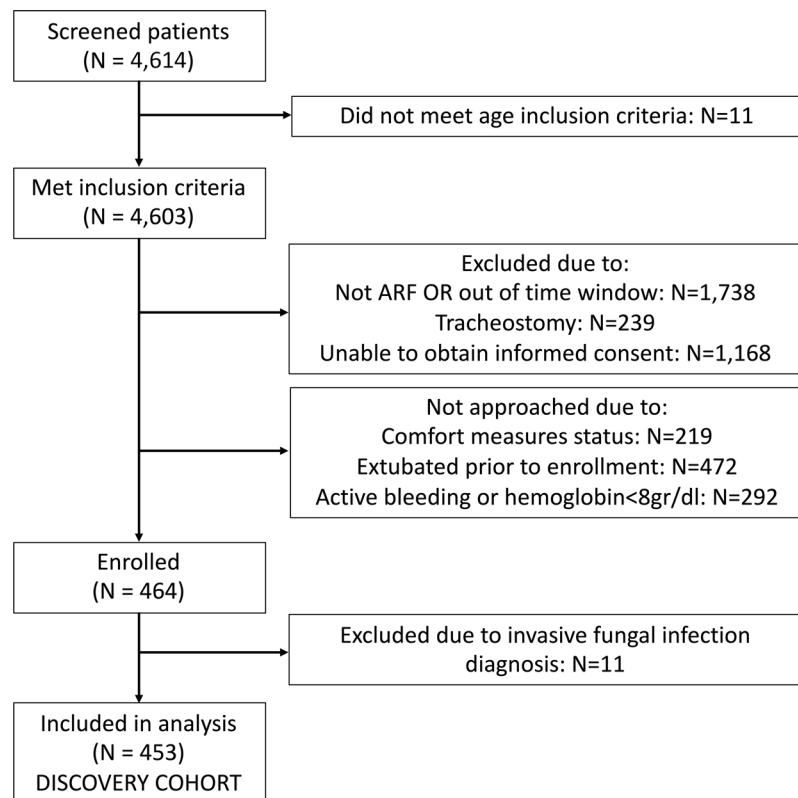 Screened patients
(N = 4,614)
Did not meet age inclusion criteria: N=11
Met inclusion criteria
(N = 4,603)
Excluded due to:
Not ARF OR out of time window: N=1,738
Tracheostomy: N=239
Unable to obtain informed consent: N=1,168
Not approached due to:
Comfort measures status: N=219
Extubated prior to enrollment: N=472
Active bleeding or hemoglobin<8gr/dl: N=292
Enrolled
(N = 464)
Excluded due to invasive fungal infection
diagnosis: N=11
Included in analysis
(N = 453)
DISCOVERY COHORT